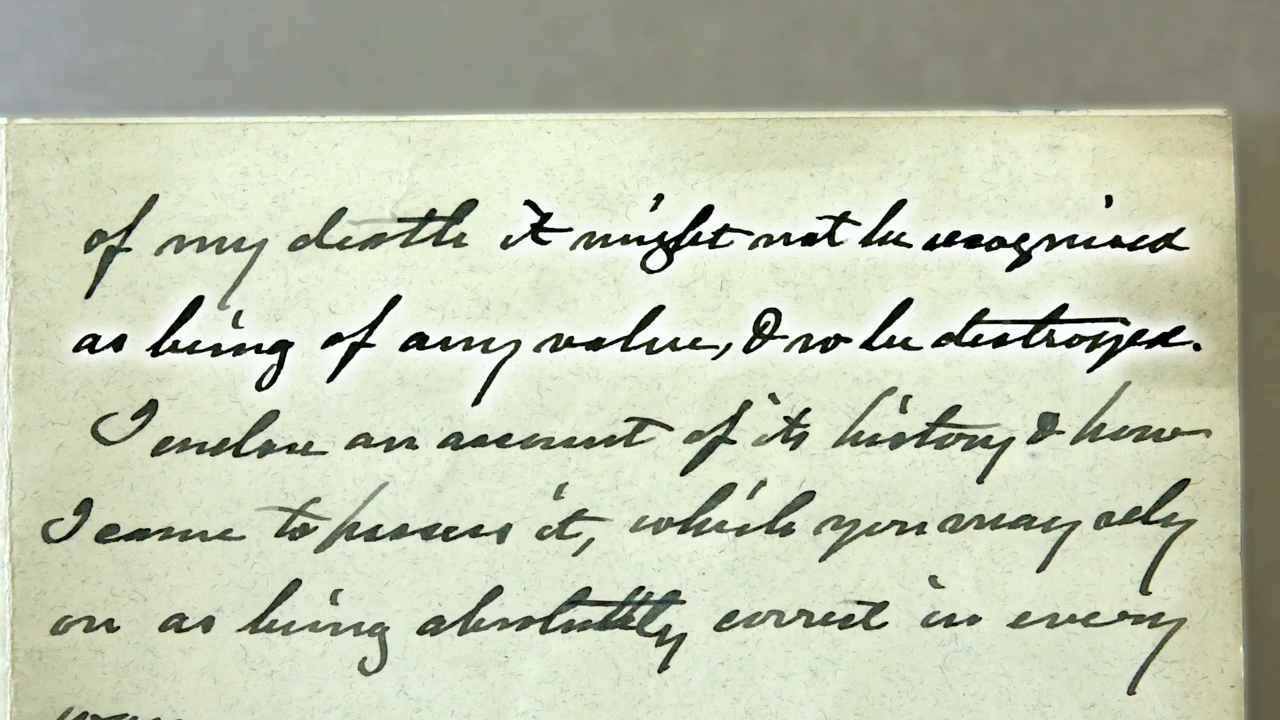 of my death it might not be recognised
as being of any value, & so be destroyed.
I enclose an account of its history & how
I came to possess it, which you may rely
on as being absolutely correct in every